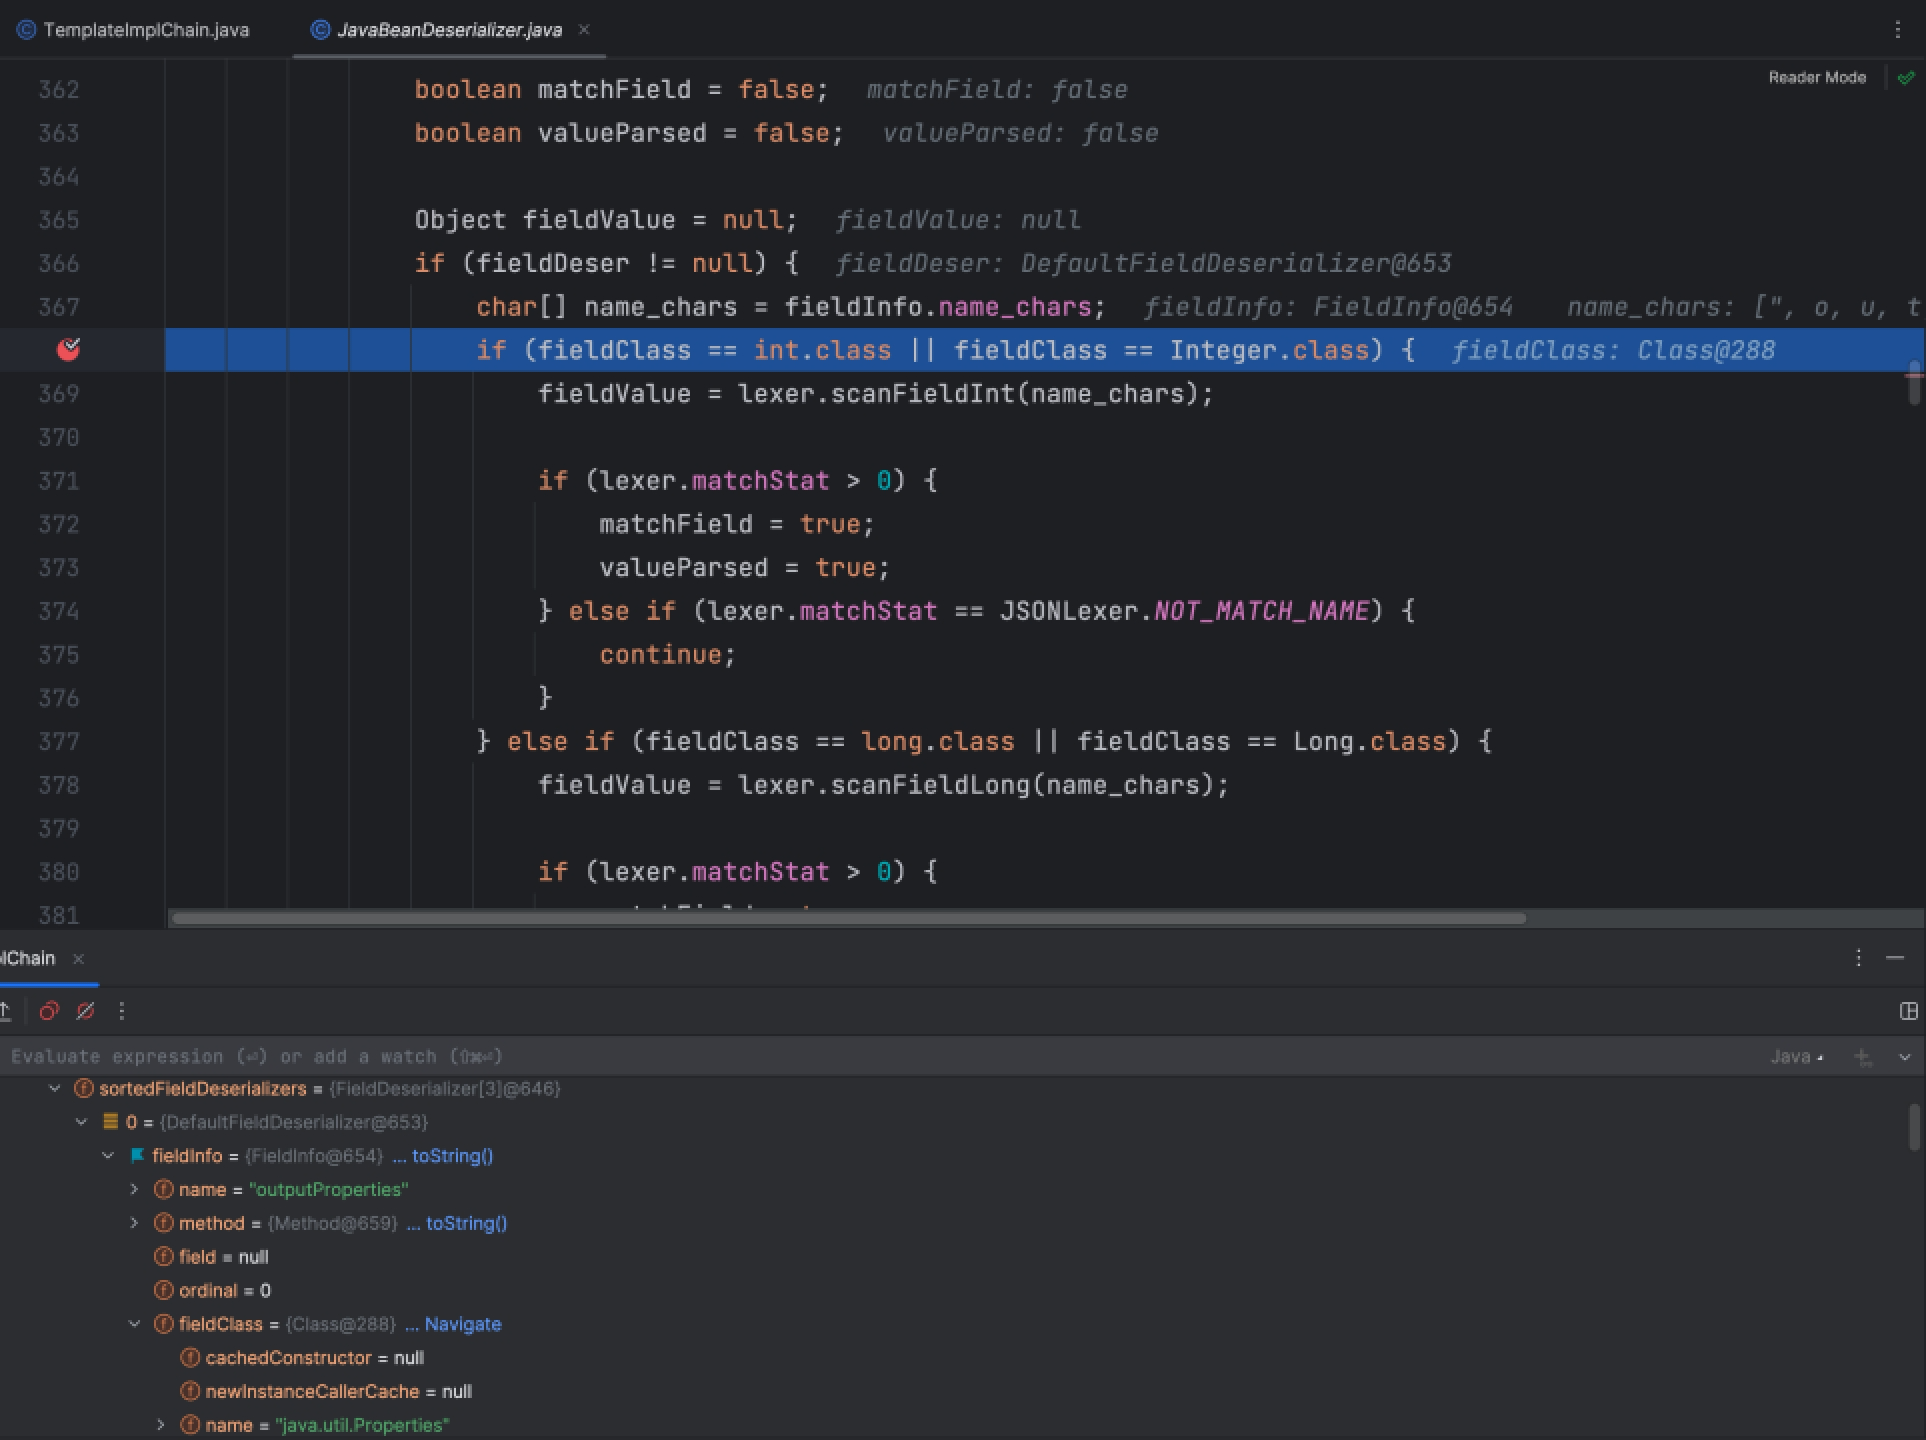 TemplateImplChain.java JavaBeanDeserializer.java
Reader Mode
362 boolean matchField = false; matchField: false
363 boolean valueParsed = false; valueParsed: false
364
365 Object fieldValue = null; fieldValue: null
366 if (fieldDeser != null) { fieldDeser: DefaultFieldDeserializer@653
367 char[] name_chars = fieldInfo.name_chars; fieldInfo: FieldInfo@654 name_chars: [", o, u, t
if (fieldClass == int.class || fieldClass == Integer.class) { fieldClass: Class@288
369 fieldValue = lexer.scanFieldInt(name_chars);
370
371 if (lexer.matchStat > 0) {
372 matchField = true;
373 valueParsed = true;
374 } else if (lexer.matchStat == JSONLexer.NOT_MATCH_NAME) {
375 continue;
376 }
377 } else if (fieldClass == long.class || fieldClass == Long.class) {
378 fieldValue = lexer.scanFieldLong(name_chars);
379
380 if (lexer.matchStat > 0) {
381
lChain
Evaluate expression (⏎) or add a watch (⇧⌘⏎) Java
sortedFieldDeserializers = {FieldDeserializer[3]@646}
0 = {DefaultFieldDeserializer@653}
fieldInfo = {FieldInfo@654} ... toString()
name = "outputProperties"
method = {Method@659} ... toString()
field = null
ordinal = 0
fieldClass = {Class@288} ... Navigate
cachedConstructor = null
newInstanceCallerCache = null
name = "java.util.Properties"